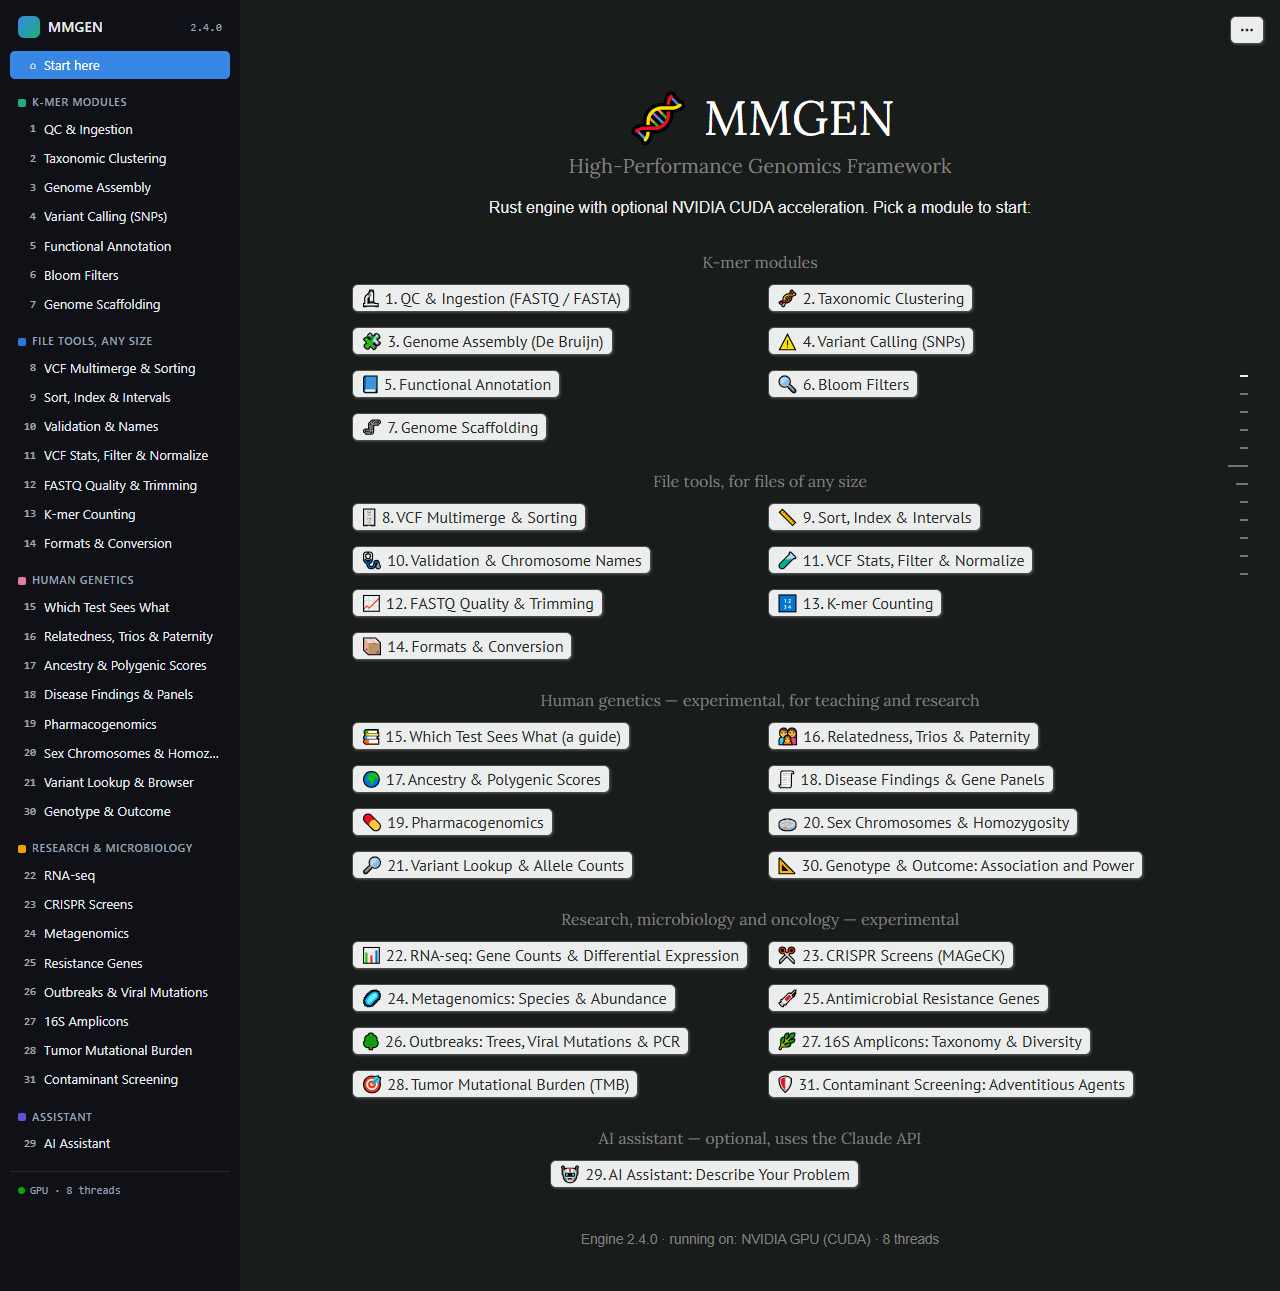 MMGEN
2.4.0
Start here
K-MER MODULES
1 QC & Ingestion
2 Taxonomic Clustering
3 Genome Assembly
4 Variant Calling (SNPs)
5 Functional Annotation
6 Bloom Filters
7 Genome Scaffolding
FILE TOOLS, ANY SIZE
8 VCF Multimerge & Sorting
9 Sort, Index & Intervals
10 Validation & Names
11 VCF Stats, Filter & Normalize
12 FASTQ Quality & Trimming
13 K-mer Counting
14 Formats & Conversion
HUMAN GENETICS
15 Which Test Sees What
16 Relatedness, Trios & Paternity
17 Ancestry & Polygenic Scores
18 Disease Findings & Panels
19 Pharmacogenomics
20 Sex Chromosomes & Homoz...
21 Variant Lookup & Browser
30 Genotype & Outcome
RESEARCH & MICROBIOLOGY
22 RNA-seq
23 CRISPR Screens
24 Metagenomics
25 Resistance Genes
26 Outbreaks & Viral Mutations
27 16S Amplicons
28 Tumor Mutational Burden
31 Contaminant Screening
ASSISTANT
29 AI Assistant
GPU · 8 threads
MMGEN
High-Performance Genomics Framework
Rust engine with optional NVIDIA CUDA acceleration. Pick a module to start:
K-mer modules
1. QC & Ingestion (FASTQ / FASTA)
2. Taxonomic Clustering
3. Genome Assembly (De Bruijn)
4. Variant Calling (SNPs)
5. Functional Annotation
6. Bloom Filters
7. Genome Scaffolding
File tools, for files of any size
8. VCF Multimerge & Sorting
9. Sort, Index & Intervals
10. Validation & Chromosome Names
11. VCF Stats, Filter & Normalize
12. FASTQ Quality & Trimming
13. K-mer Counting
14. Formats & Conversion
Human genetics — experimental, for teaching and research
15. Which Test Sees What (a guide)
16. Relatedness, Trios & Paternity
17. Ancestry & Polygenic Scores
18. Disease Findings & Gene Panels
19. Pharmacogenomics
20. Sex Chromosomes & Homozygosity
21. Variant Lookup & Allele Counts
30. Genotype & Outcome: Association and Power
Research, microbiology and oncology — experimental
22. RNA-seq: Gene Counts & Differential Expression
23. CRISPR Screens (MAGeCK)
24. Metagenomics: Species & Abundance
25. Antimicrobial Resistance Genes
26. Outbreaks: Trees, Viral Mutations & PCR
27. 16S Amplicons: Taxonomy & Diversity
28. Tumor Mutational Burden (TMB)
31. Contaminant Screening: Adventitious Agents
AI assistant — optional, uses the Claude API
29. AI Assistant: Describe Your Problem
Engine 2.4.0 · running on: NVIDIA GPU (CUDA) · 8 threads